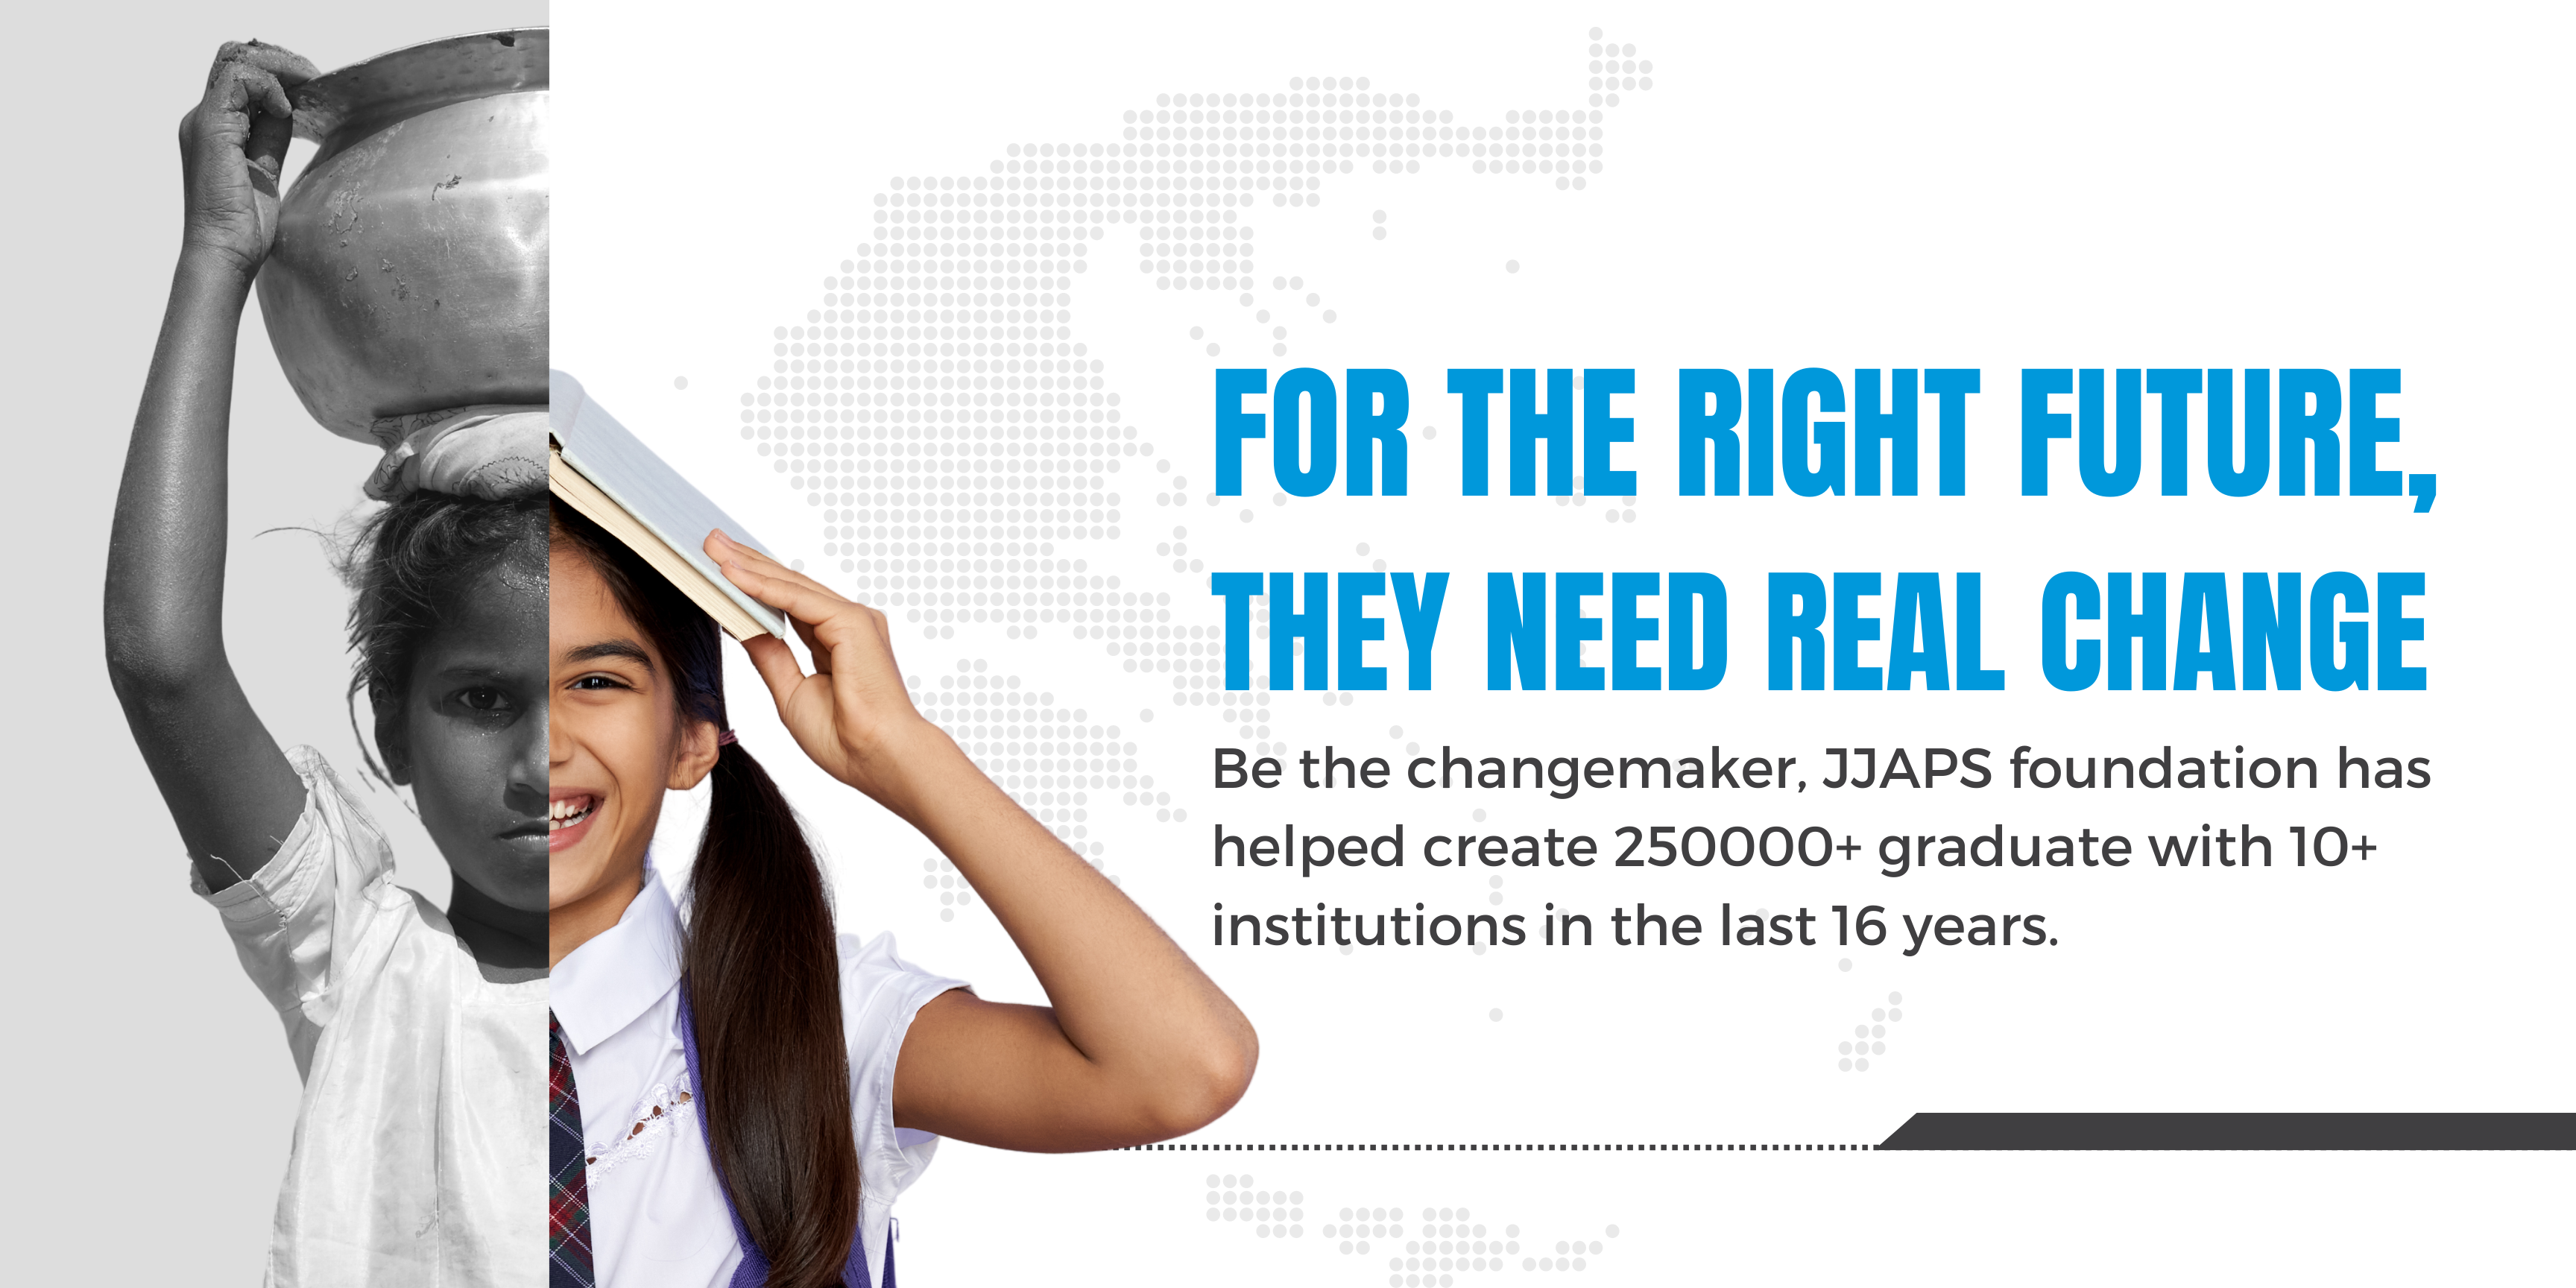 FOR THE RIGHT FUTURE,
THEY NEED REAL CHANGE
Be the changemaker, JJAPS foundation has
helped create 250000+ graduate with 10+
institutions in the last 16 years.